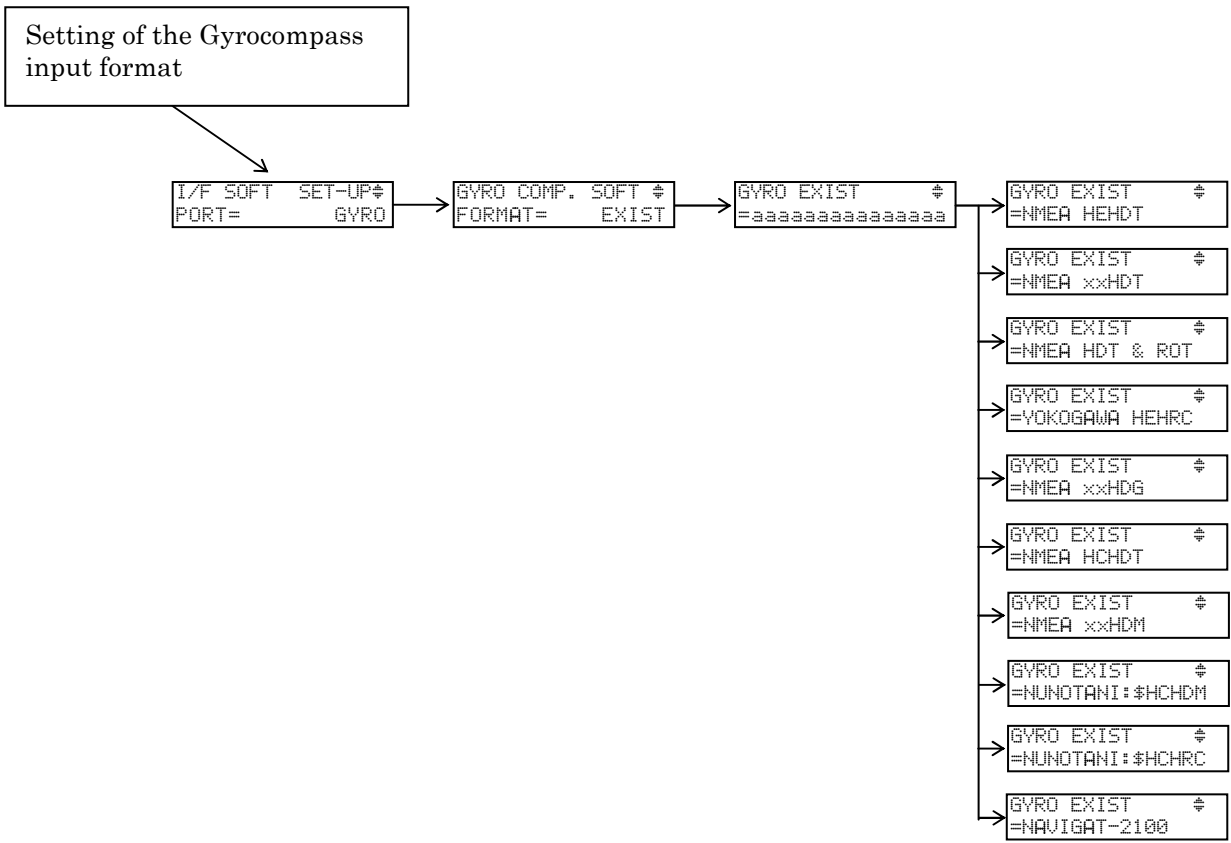 Setting of the Gyrocompass
input format
I/F SOFT SET-UP
PORT= GYRO
GYRO COMP. SOFT
FORMAT= EXIST
GYRO EXIST
=aaaaaaaaaaaaaaa
GYRO EXIST
=NMEA HEHDT
GYRO EXIST
=NMEA xxHDT
GYRO EXIST
=NMEA HDT & ROT
GYRO EXIST
=YOKOGAWA HEHRC
GYRO EXIST
=NMEA xxHDG
GYRO EXIST
=NMEA HCHDT
GYRO EXIST
=NMEA xxHDM
GYRO EXIST
=NUNOTANI:$HCHDM
GYRO EXIST
=NUNOTANI:$HCHRC
GYRO EXIST
=NAVIGAT-2100